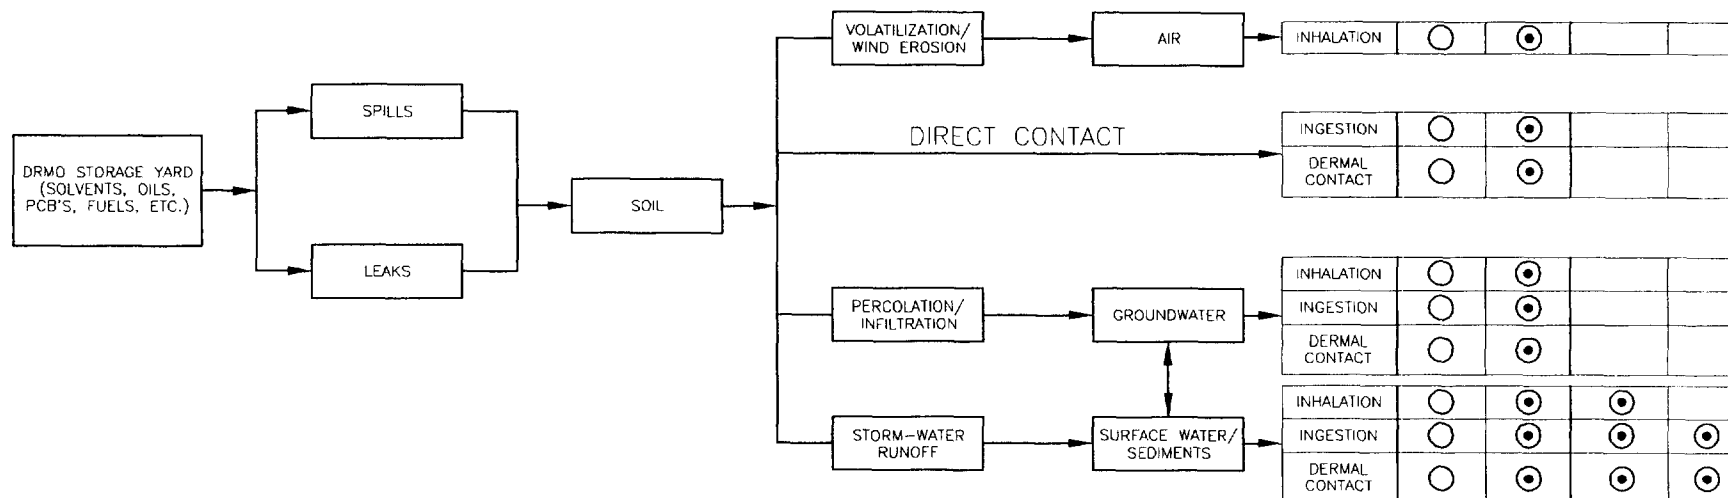 VOLATILIZATION/
WIND EROSION
AIR
INHALATION
SPILLS
INGESTION
DIRECT CONTACT
DERMAL
CONTACT
DRMO STORAGE YARD
(SOLVENTS, OILS,
PCB'S, FUELS, ETC.)
SOIL
LEAKS
INHALATION
PERCOLATION/
INFILTRATION
GROUNDWATER
INGESTION
DERMAL
CONTACT
INHALATION
STORM-WATER
RUNOFF
SURFACE WATER/
SEDIMENTS
INGESTION
DERMAL
CONTACT